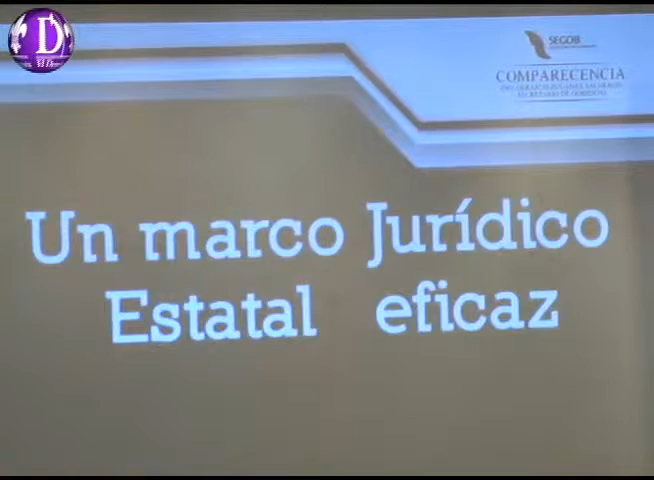 D
SEGOB
COMPARECENCIA
Un marco Jurídico
Estatal eficaz